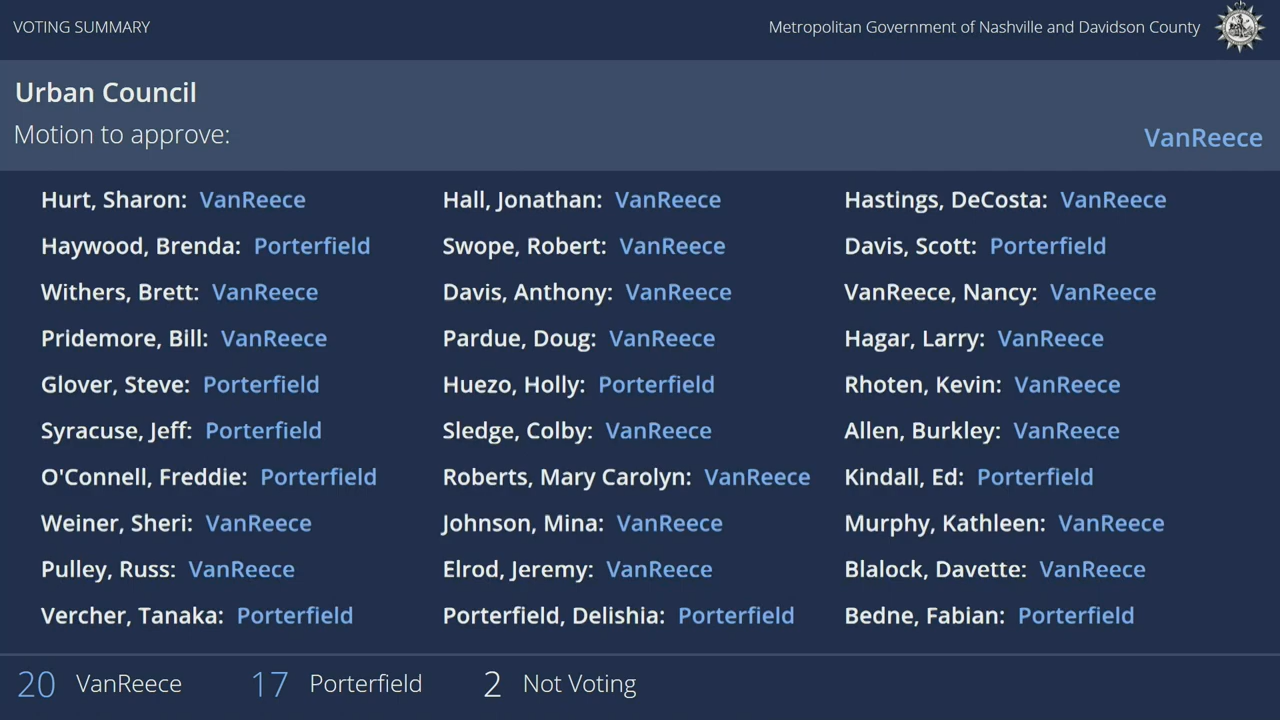 VOTING SUMMARY
Metropolitan Government of Nashville and Davidson County
Urban Council
Motion to approve:
VanReece
Hurt, Sharon: VanReece
Hall, Jonathan: VanReece
Hastings, DeCosta: VanReece
Haywood, Brenda: Porterfield
Swope, Robert: VanReece
Davis, Scott: Porterfield
Withers, Brett: VanReece
Davis, Anthony: VanReece
VanReece, Nancy: VanReece
Pridemore, Bill: VanReece
Pardue, Doug: VanReece
Hagar, Larry: VanReece
Glover, Steve: Porterfield
Huezo, Holly: Porterfield
Rhoten, Kevin: VanReece
Syracuse, Jeff: Porterfield
Sledge, Colby: VanReece
Allen, Burkley: VanReece
O'Connell, Freddie: Porterfield
Roberts, Mary Carolyn: VanReece
Kindall, Ed: Porterfield
Weiner, Sheri: VanReece
Johnson, Mina: VanReece
Murphy, Kathleen: VanReece
Pulley, Russ: VanReece
Elrod, Jeremy: VanReece
Blalock, Davette: VanReece
Vercher, Tanaka: Porterfield
Porterfield, Delishia: Porterfield
Bedne, Fabian: Porterfield
20 VanReece
17 Porterfield
2 Not Voting